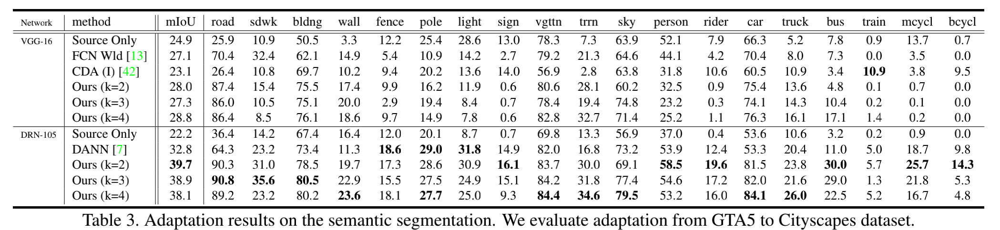 Network method mIoU road sdwk bldng wall fence pole light sign vgttn trrn sky person rider car truck bus train mcycl bcycl
VGG-16 Source Only 24.9 25.9 10.9 50.5 3.3 12.2 25.4 28.6 13.0 78.3 7.3 63.9 52.1 7.9 66.3 5.2 7.8 0.9 13.7 0.7
FCN Wld [13] 27.1 70.4 32.4 62.1 14.9 5.4 10.9 14.2 2.7 79.2 21.3 64.6 44.1 4.2 70.4 8.0 7.3 0.0 3.5 0.0
CDA (I) [42] 23.1 26.4 10.8 69.7 10.2 9.4 20.2 13.6 14.0 56.9 2.8 63.8 31.8 10.6 60.5 10.9 3.4 10.9 3.8 9.5
Ours (k=2) 28.0 87.4 15.4 75.5 17.4 9.9 16.2 11.9 0.6 80.6 28.1 60.2 32.5 0.9 75.4 13.6 4.8 0.1 0.7 0.0
Ours (k=3) 27.3 86.0 10.5 75.1 20.0 2.9 19.4 8.4 0.7 78.4 19.4 74.8 23.2 0.3 74.1 14.3 10.4 0.2 0.1 0.0
Ours (k=4) 28.8 86.4 8.5 76.1 18.6 9.7 14.9 7.8 0.6 82.8 32.7 71.4 25.2 1.1 76.3 16.1 17.1 1.4 0.2 0.0
DRN-105 Source Only 22.2 36.4 14.2 67.4 16.4 12.0 20.1 8.7 0.7 69.8 13.3 56.9 37.0 0.4 53.6 10.6 3.2 0.2 0.9 0.0
DANN [7] 32.8 64.3 23.2 73.4 11.3 18.6 29.0 31.8 14.9 82.0 16.8 73.2 53.9 12.4 53.3 20.4 11.0 5.0 18.7 9.8
Ours (k=2) 39.7 90.3 31.0 78.5 19.7 17.3 28.6 30.9 16.1 83.7 30.0 69.1 58.5 19.6 81.5 23.8 30.0 5.7 25.7 14.3
Ours (k=3) 38.9 90.8 35.6 80.5 22.9 15.5 27.5 24.9 15.1 84.2 31.8 77.4 54.6 17.2 82.0 21.6 29.0 1.3 21.8 5.3
Ours (k=4) 38.1 89.2 23.2 80.2 23.6 18.1 27.7 25.0 9.3 84.4 34.6 79.5 53.2 16.0 84.1 26.0 22.5 5.2 16.7 4.8
Table 3. Adaptation results on the semantic segmentation. We evaluate adaptation from GTA5 to Cityscapes dataset.